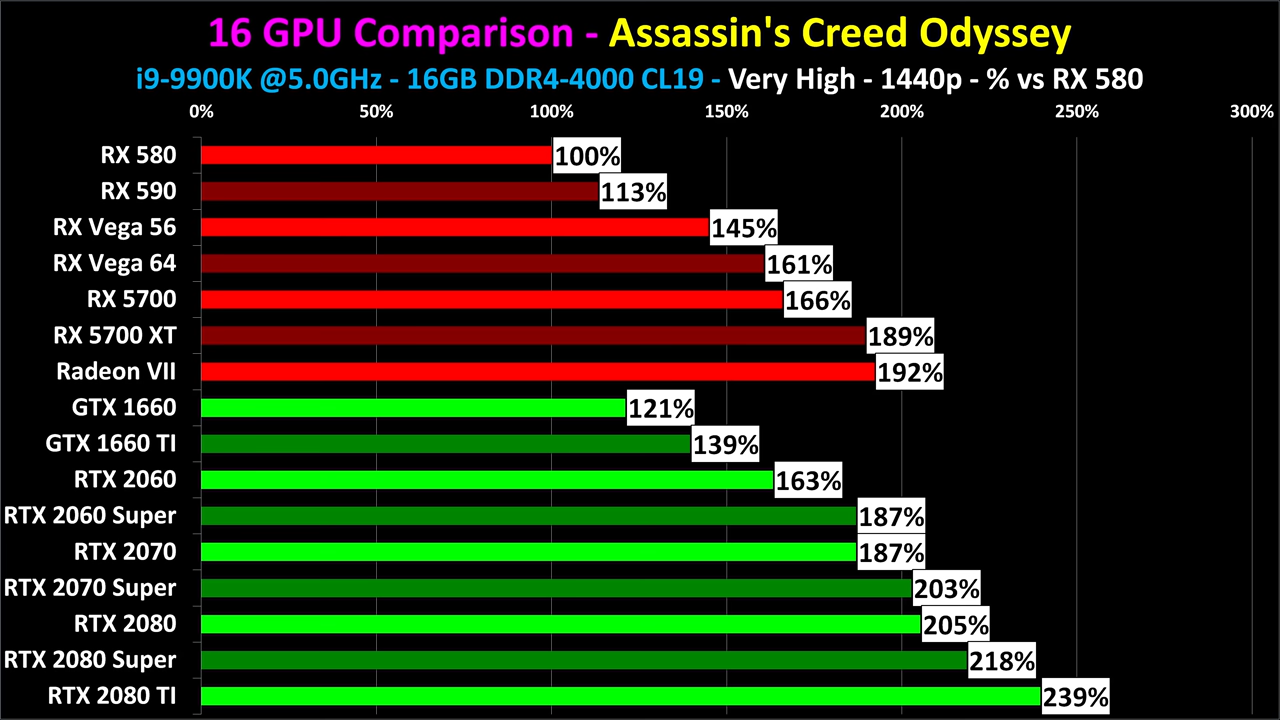 16 GPU Comparison - Assassin's Creed Odyssey
i9-9900K @5.0GHz - 16GB DDR4-4000 CL19 - Very High - 1440p - % vs RX 580
0% 50% 100% 150% 200% 250% 300%
RX 580 100%
RX 590 113%
RX Vega 56 145%
RX Vega 64 161%
RX 5700 166%
RX 5700 XT 189%
Radeon VII 192%
GTX 1660 121%
GTX 1660 TI 139%
RTX 2060 163%
RTX 2060 Super 187%
RTX 2070 187%
RTX 2070 Super 203%
RTX 2080 205%
RTX 2080 Super 218%
RTX 2080 TI 239%